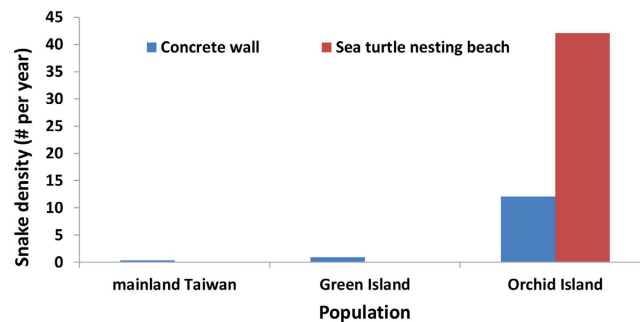 45
40
35
30
25
20
15
10
5
0
Snake density (# per year)
Concrete wall Sea turtle nesting beach
mainland Taiwan Green Island Orchid Island
Population